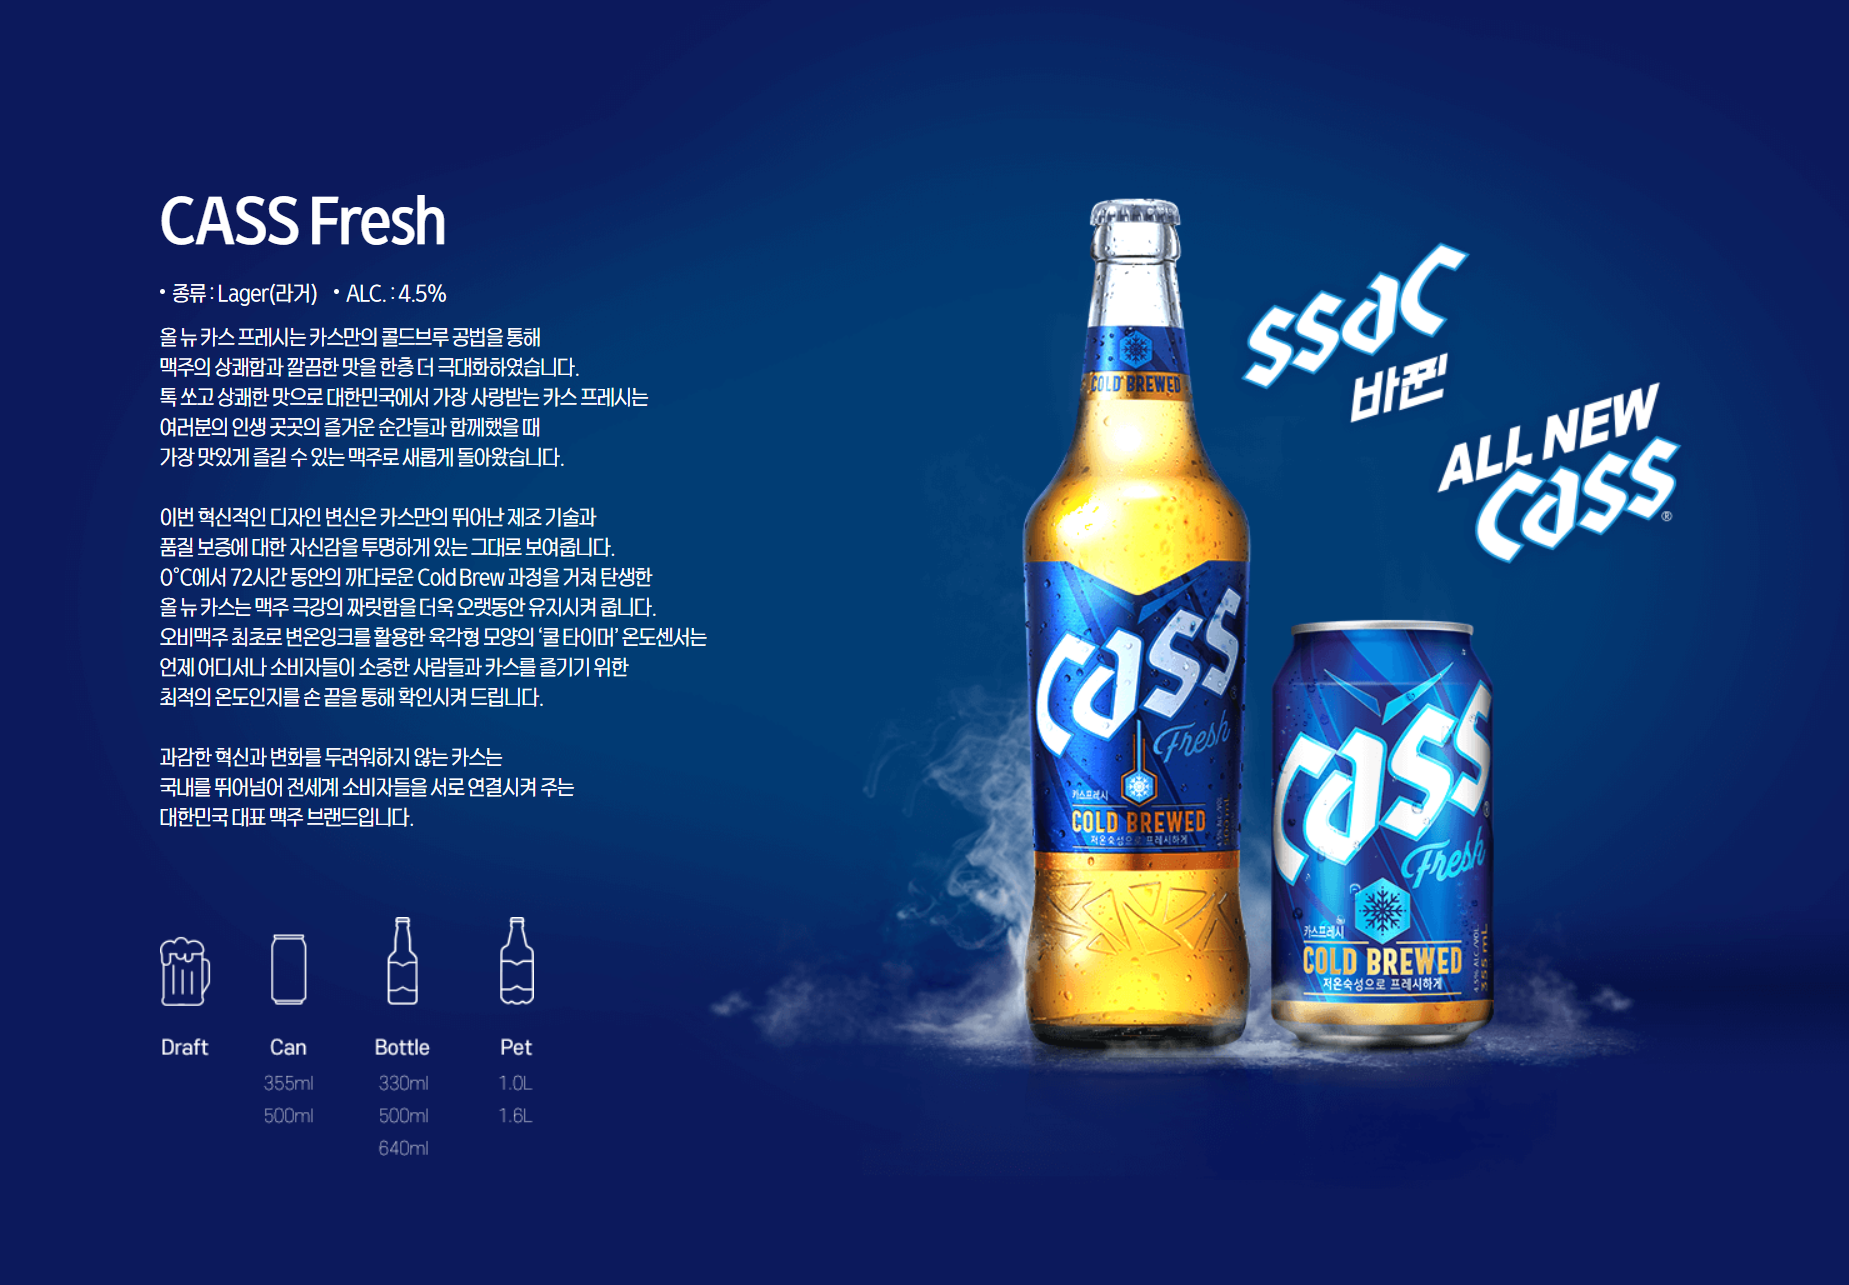 CASS Fresh
• 종류 : Lager(라거) • ALC. : 4.5%
올 뉴 카스 프레시는 카스만의 콜드브루 공법을 통해
맥주의 상쾌함과 깔끔한 맛을 한층 더 극대화하였습니다.
톡 쏘고 상쾌한 맛으로 대한민국에서 가장 사랑받는 카스 프레시는
여러분의 인생 곳곳의 즐거운 순간들과 함께했을 때
가장 맛있게 즐길 수 있는 맥주로 새롭게 돌아왔습니다.
이번 혁신적인 디자인 변신은 카스만의 뛰어난 제조 기술과
품질 보증에 대한 자신감을 투명하게 있는 그대로 보여줍니다.
0°C에서 72시간 동안의 까다로운 Cold Brew 과정을 거쳐 탄생한
올 뉴 카스는 맥주 극강의 짜릿함을 더욱 오랫동안 유지시켜 줍니다.
오비맥주 최초로 변온잉크를 활용한 육각형 모양의 ‘쿨 타이머’ 온도센서는
언제 어디서나 소비자들이 소중한 사람들과 카스를 즐기기 위한
최적의 온도인지를 손 끝을 통해 확인시켜 드립니다.
과감한 혁신과 변화를 두려워하지 않는 카스는
국내를 뛰어넘어 전세계 소비자들을 서로 연결시켜 주는
대한민국 대표 맥주 브랜드입니다.
Draft
Can
355ml
500ml
Bottle
330ml
500ml
640ml
Pet
1.0L
1.6L
ssac
바뀐
ALL NEW
Cass®
COLD BREWED
Cass
Fresh
카스프레시
COLD BREWED
저온숙성으로 프레시하게
4.5% ALC./VOL.
500mL
Cass
Fresh
카스프레시
COLD BREWED
저온숙성으로 프레시하게
4.5% ALC./VOL.
355mL